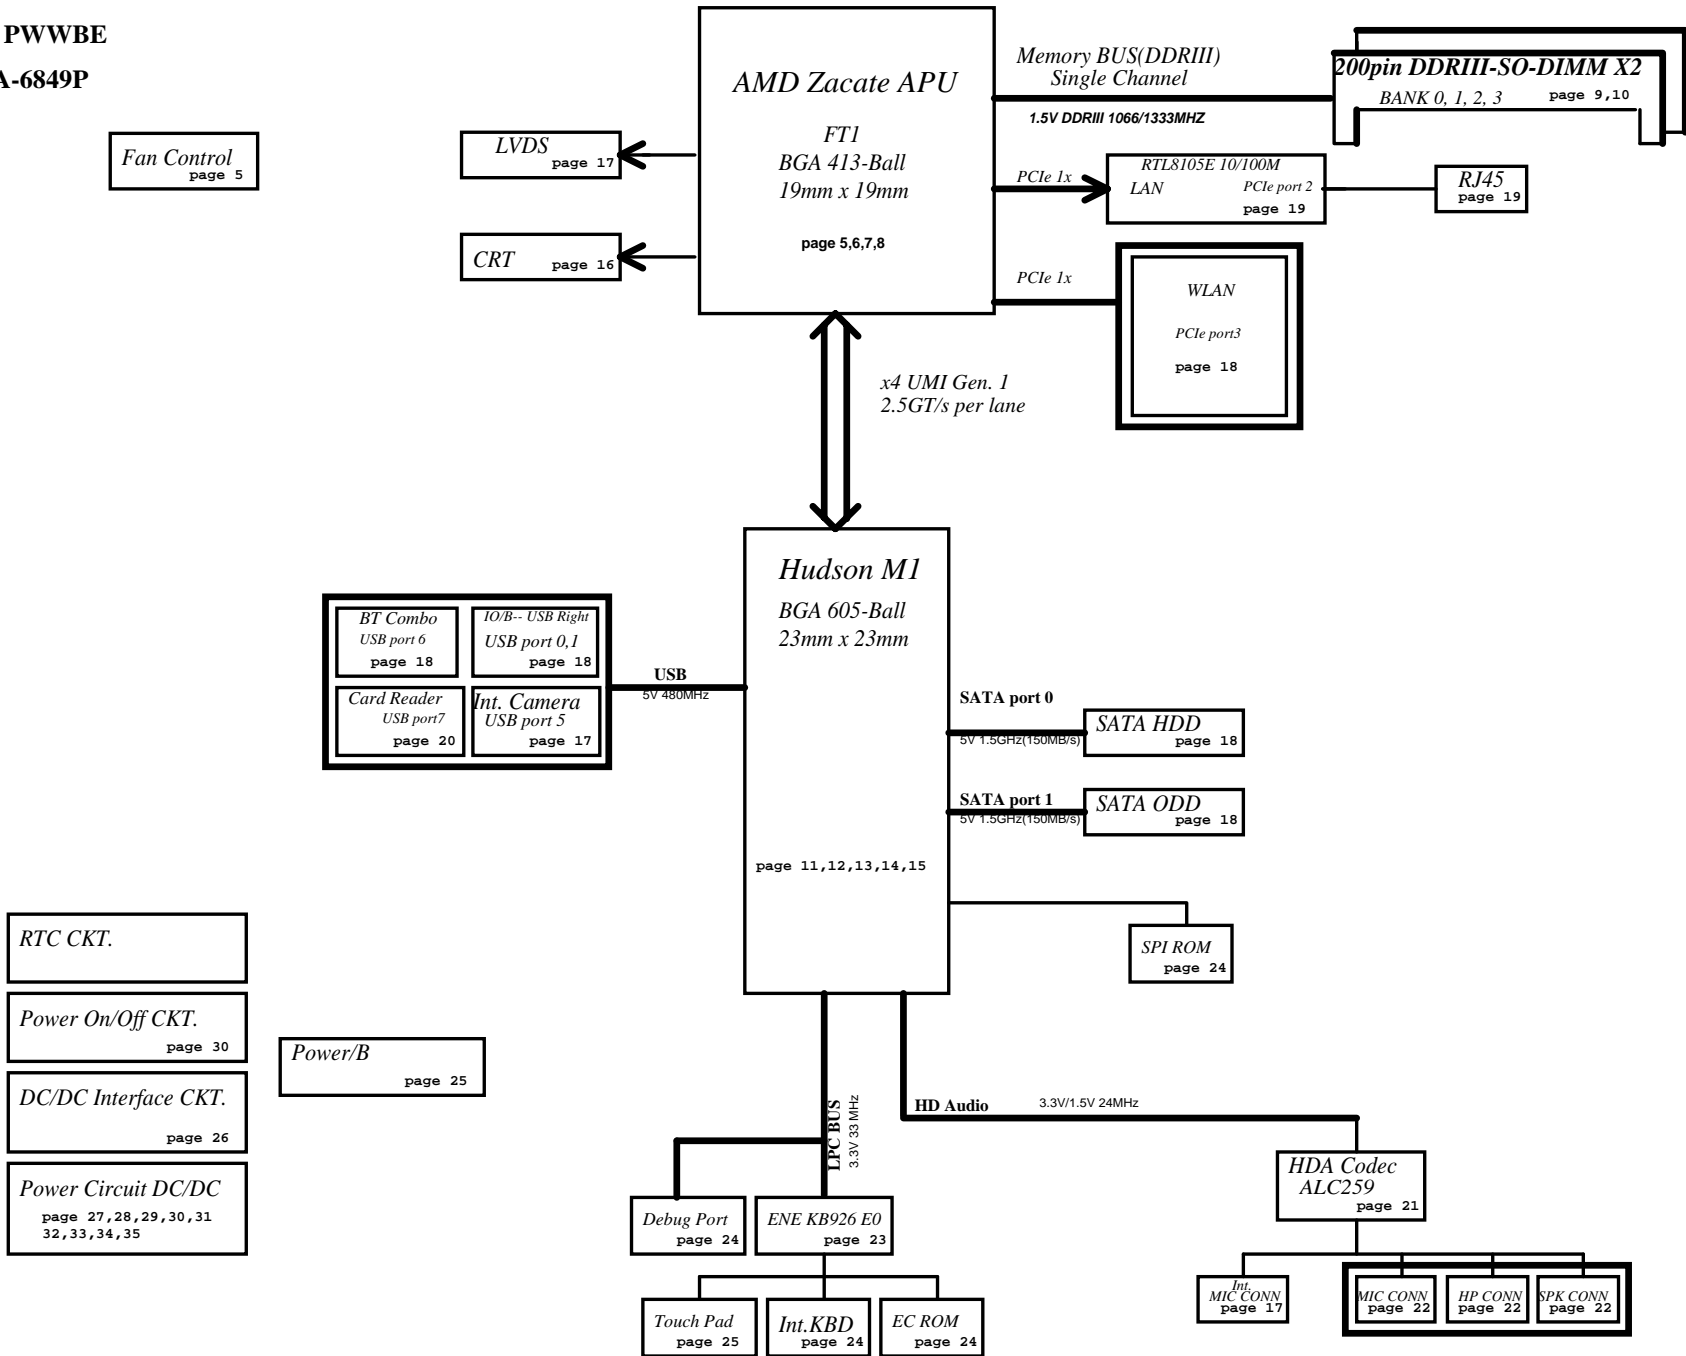 PWWBE
A-6849P
Fan Control
page 5
LVDS
page 17
CRT
page 16
AMD Zacate APU
FT1
BGA 413-Ball
19mm x 19mm
page 5,6,7,8
Memory BUS(DDRIII)
Single Channel
1.5V DDRIII 1066/1333MHZ
200pin DDRIII-SO-DIMM X2
BANK 0, 1, 2, 3
page 9,10
PCIe 1x
RTL8105E 10/100M
LAN
PCIe port 2
page 19
RJ45
page 19
PCIe 1x
WLAN
PCIe port3
page 18
x4 UMI Gen. 1
2.5GT/s per lane
Hudson M1
BGA 605-Ball
23mm x 23mm
page 11,12,13,14,15
BT Combo
USB port 6
page 18
IO/B-- USB Right
USB port 0,1
page 18
Card Reader
USB port7
page 20
Int. Camera
USB port 5
page 17
USB
5V 480MHz
SATA port 0
5V 1.5GHz(150MB/s)
SATA HDD
page 18
SATA port 1
5V 1.5GHz(150MB/s)
SATA ODD
page 18
SPI ROM
page 24
RTC CKT.
Power On/Off CKT.
page 30
DC/DC Interface CKT.
page 26
Power Circuit DC/DC
page 27,28,29,30,31
32,33,34,35
Power/B
page 25
LPC BUS
3.3V 33 MHz
HD Audio
3.3V/1.5V 24MHz
HDA Codec
ALC259
page 21
Debug Port
page 24
ENE KB926 E0
page 23
Touch Pad
page 25
Int.KBD
page 24
EC ROM
page 24
Int.
MIC CONN
page 17
MIC CONN
page 22
HP CONN
page 22
SPK CONN
page 22